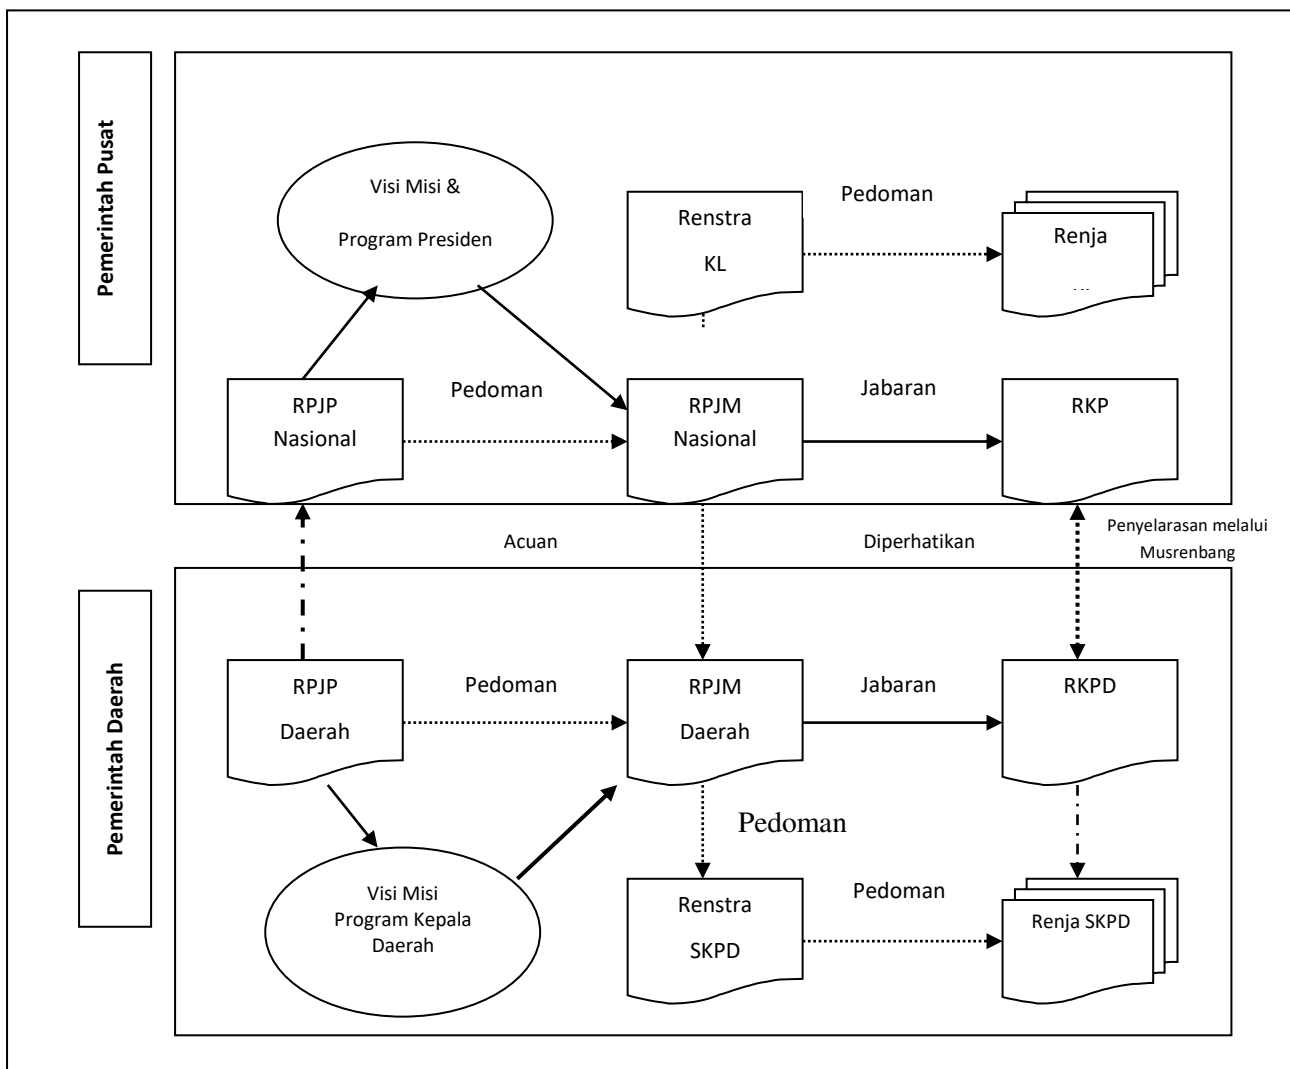 Pemerintah Pusat
Visi Misi &
Program Presiden
Renstra
KL
Pedoman
Renja
RPJP
Nasional
Pedoman
RPJM
Nasional
Jabaran
RKP
Acuan
Diperhatikan
Penyelarasan melalui
Musrenbang
Pemerintah Daerah
RPJP
Daerah
Pedoman
RPJM
Daerah
Jabaran
RKPD
Pedoman
Visi Misi
Program Kepala
Daerah
Renstra
SKPD
Pedoman
Renja SKPD